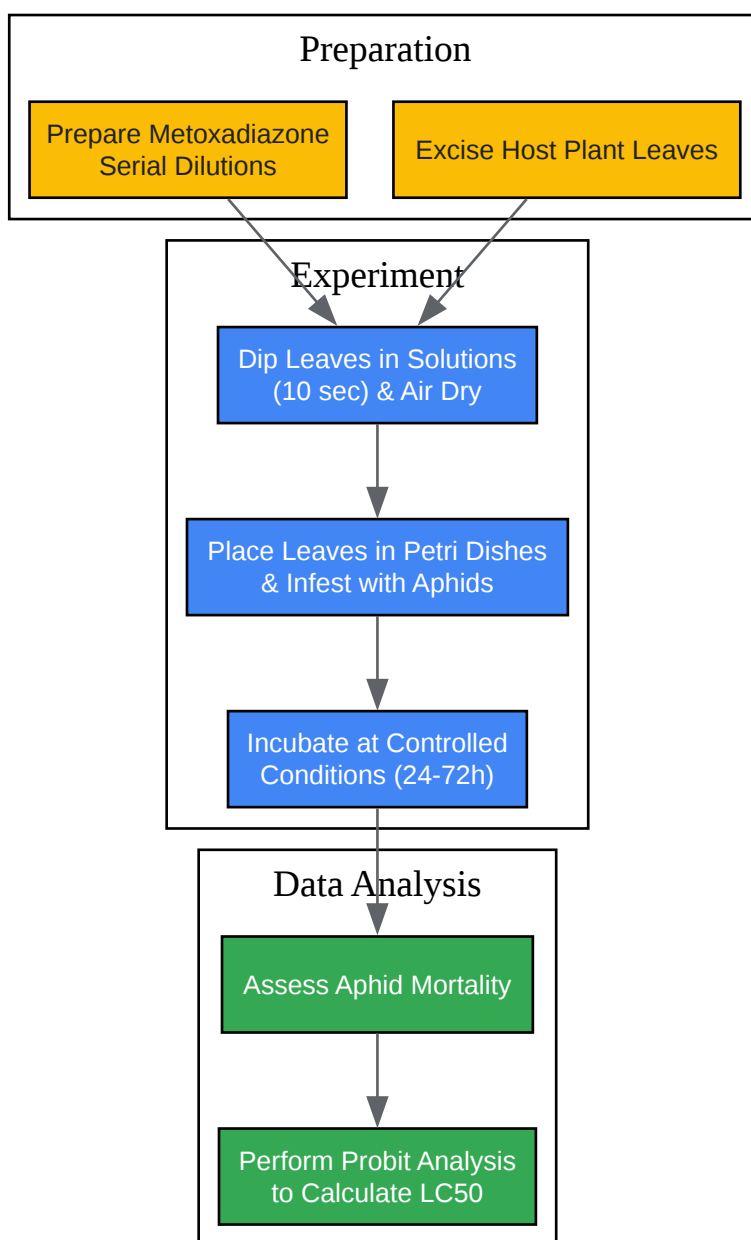 Preparation
Prepare Metoxadiazone
Serial Dilutions
Excise Host Plant Leaves
Experiment
Dip Leaves in Solutions
(10 sec) & Air Dry
Place Leaves in Petri Dishes
& Infest with Aphids
Incubate at Controlled
Conditions (24-72h)
Data Analysis
Assess Aphid Mortality
Perform Probit Analysis
to Calculate LC50